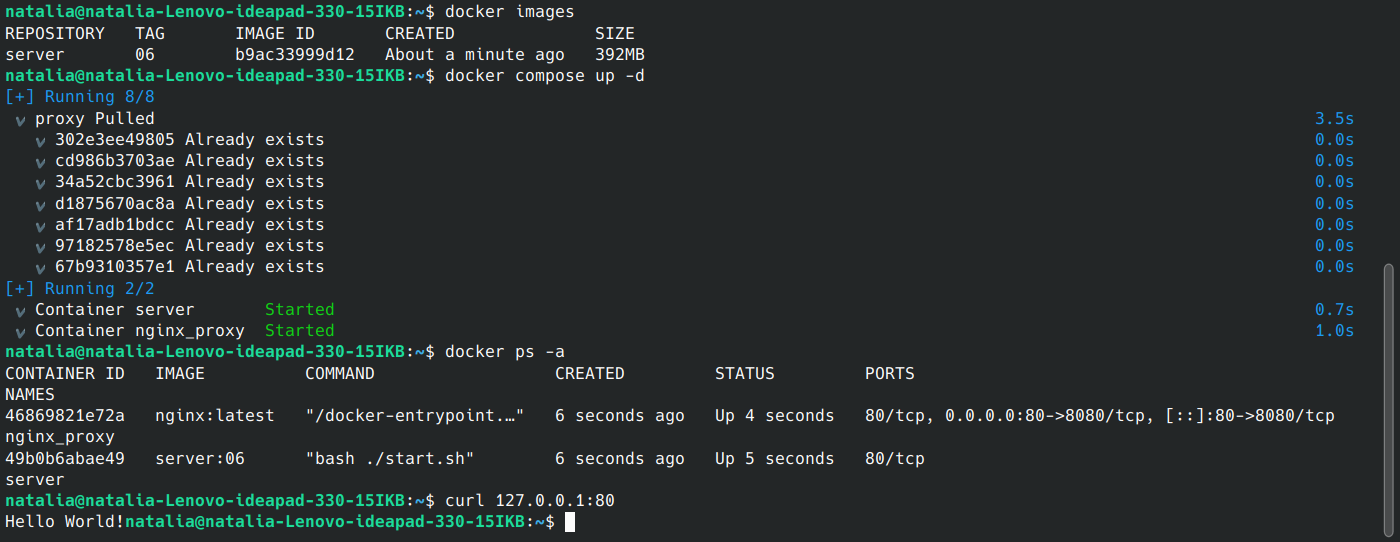 natalia@natalia-Lenovo-ideapad-330-15IKB:~$ docker images
REPOSITORY   TAG       IMAGE ID       CREATED              SIZE
server       06        b9ac33999d12   About a minute ago   392MB
natalia@natalia-Lenovo-ideapad-330-15IKB:~$ docker compose up -d
[+] Running 8/8
 ✔ proxy Pulled 3.5s
   ✔ 302e3ee49805 Already exists 0.0s
   ✔ cd986b3703ae Already exists 0.0s
   ✔ 34a52cbc3961 Already exists 0.0s
   ✔ d1875670ac8a Already exists 0.0s
   ✔ af17adb1bdcc Already exists 0.0s
   ✔ 97182578e5ec Already exists 0.0s
   ✔ 67b9310357e1 Already exists 0.0s
[+] Running 2/2
 ✔ Container server       Started 0.7s
 ✔ Container nginx_proxy  Started 1.0s
natalia@natalia-Lenovo-ideapad-330-15IKB:~$ docker ps -a
CONTAINER ID   IMAGE          COMMAND                  CREATED         STATUS         PORTS
NAMES
46869821e72a   nginx:latest   "/docker-entrypoint.…"   6 seconds ago   Up 4 seconds   80/tcp, 0.0.0.0:80->8080/tcp, [::]:80->8080/tcp
nginx_proxy
49b0b6abae49   server:06      "bash ./start.sh"        6 seconds ago   Up 5 seconds   80/tcp
server
natalia@natalia-Lenovo-ideapad-330-15IKB:~$ curl 127.0.0.1:80
Hello World!natalia@natalia-Lenovo-ideapad-330-15IKB:~$